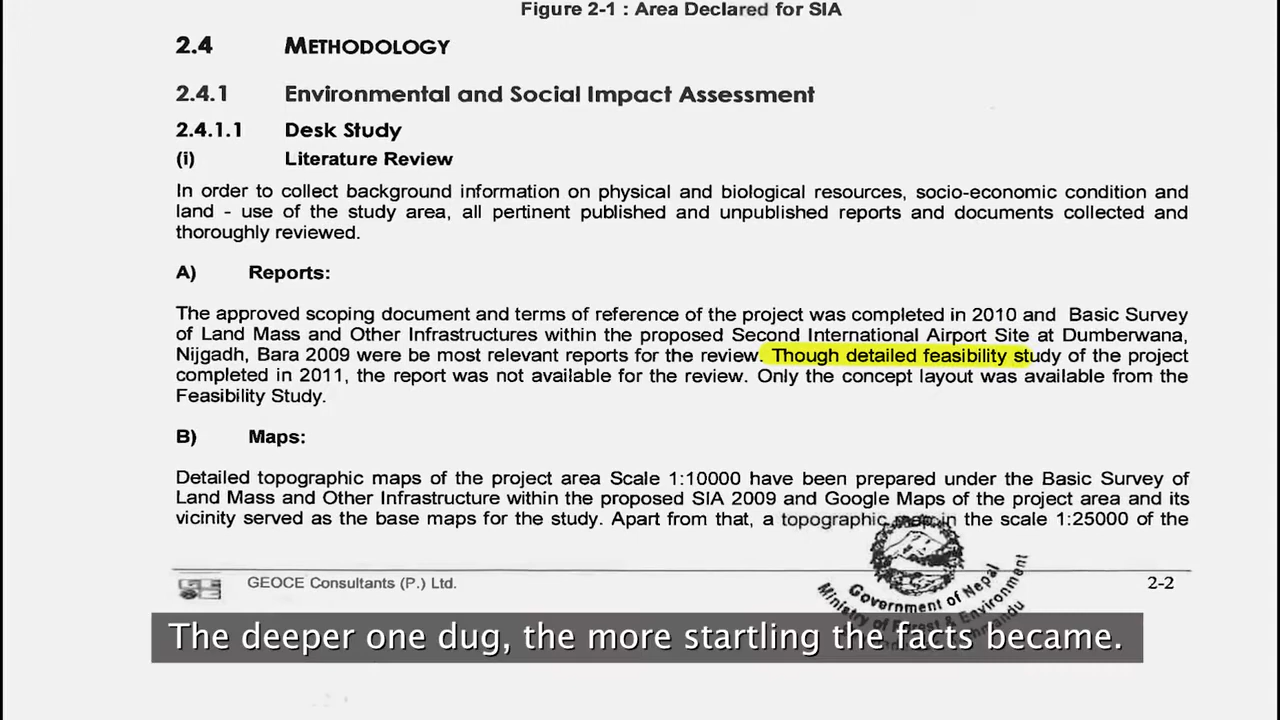 Figure 2-1 : Area Declared for SIA
2.4 METHODOLOGY
2.4.1 Environmental and Social Impact Assessment
2.4.1.1 Desk Study
(i) Literature Review
In order to collect background information on physical and biological resources, socio-economic condition and
land - use of the study area, all pertinent published and unpublished reports and documents collected and
thoroughly reviewed.
A) Reports:
The approved scoping document and terms of reference of the project was completed in 2010 and Basic Survey
of Land Mass and Other Infrastructures within the proposed Second International Airport Site at Dumberwana,
Nijgadh, Bara 2009 were be most relevant reports for the review. Though detailed feasibility study of the project
completed in 2011, the report was not available for the review. Only the concept layout was available from the
Feasibility Study.
B) Maps:
Detailed topographic maps of the project area Scale 1:10000 have been prepared under the Basic Survey of
Land Mass and Other Infrastructure within the proposed SIA 2009 and Google Maps of the project area and its
vicinity served as the base maps for the study. Apart from that, a topographic map in the scale 1:25000 of the
GEOCE Consultants (P.) Ltd. 2-2
Government of Nepal
Ministry of Forest & Environment
The deeper one dug, the more startling the facts became.